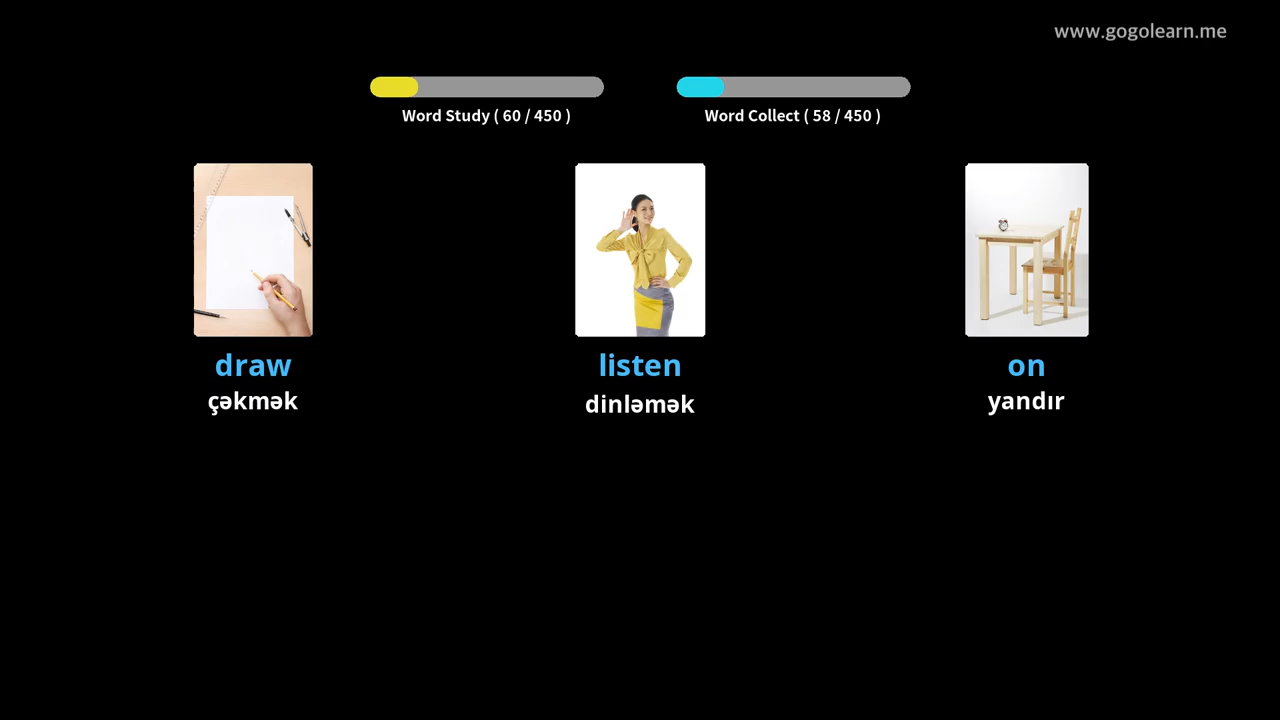 www.gogolearn.me
Word Study ( 60 / 450 )
Word Collect ( 58 / 450 )
draw
çəkmək
listen
dinləmək
on
yandır